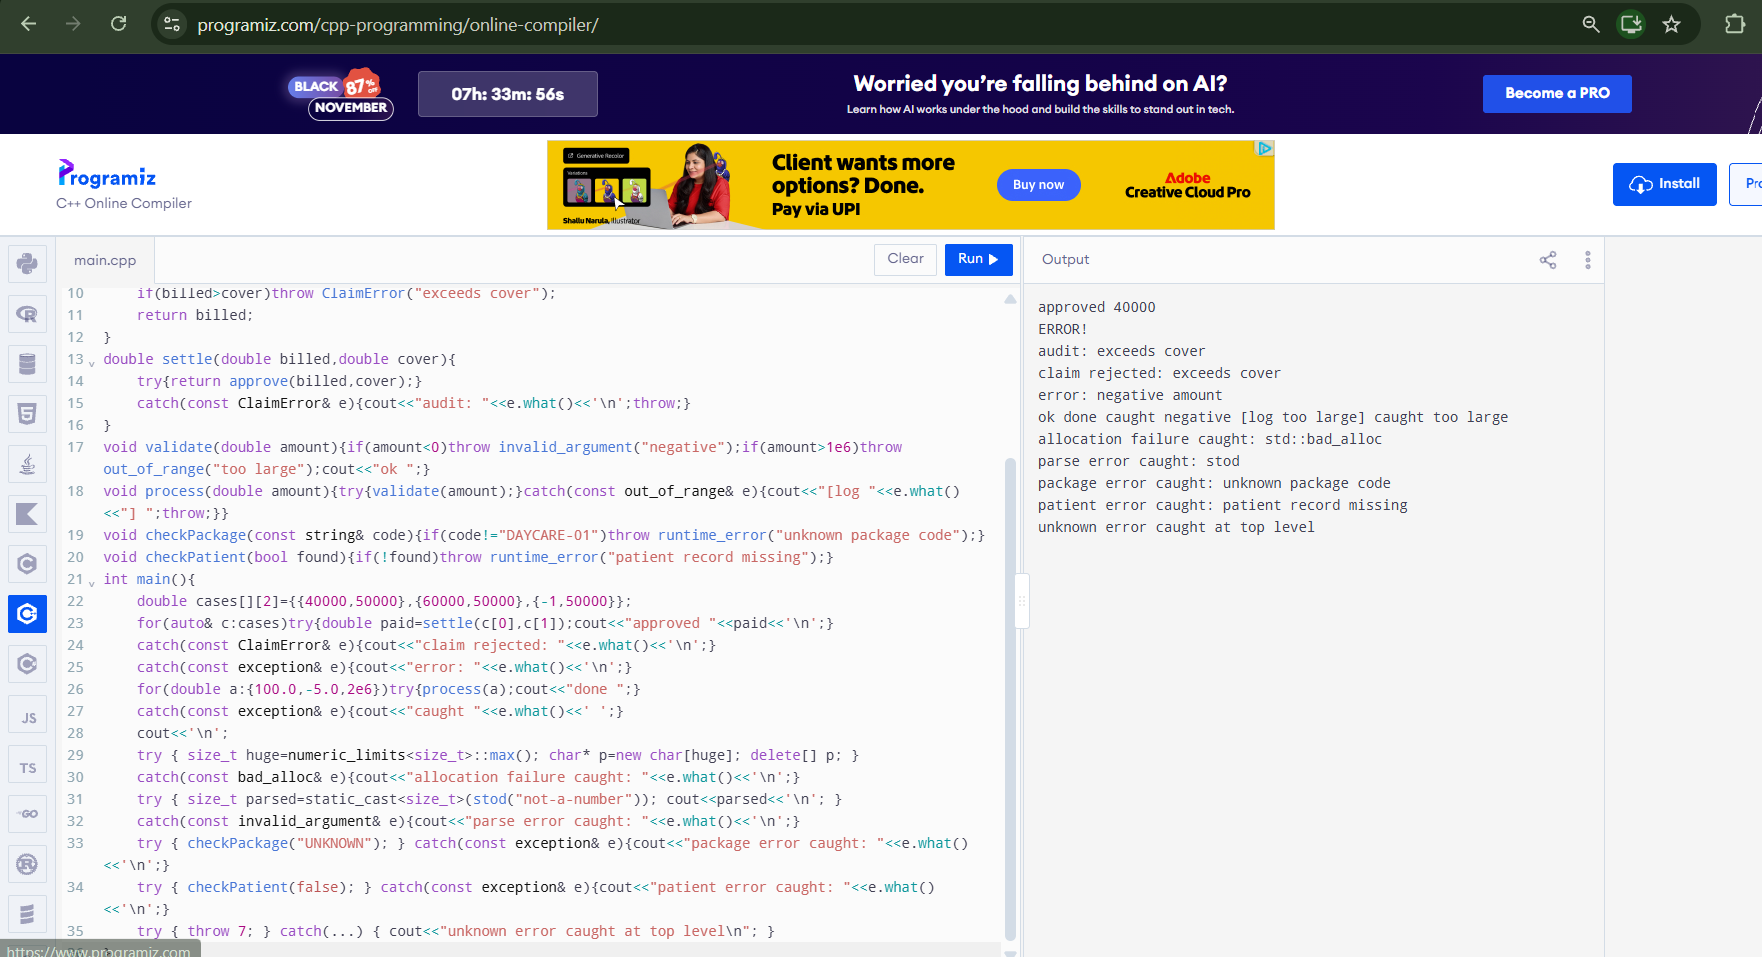 programiz.com/cpp-programming/online-compiler/
BLACK 87% OFF
NOVEMBER
07h: 33m: 56s
Worried you’re falling behind on AI?
Learn how AI works under the hood and build the skills to stand out in tech.
Become a PRO
Programiz
C++ Online Compiler
Generative Recolor
Variations
Shallu Narula, Illustrator
Client wants more
options? Done.
Pay via UPI
Buy now
Adobe
Creative Cloud Pro
Install
main.cpp
Clear
Run
Output
10 if(billed>cover)throw ClaimError("exceeds cover");
11 return billed;
12 }
13 double settle(double billed,double cover){
14 try{return approve(billed,cover);}
15 catch(const ClaimError& e){cout<<"audit: "<<e.what()<<'\n';throw;}
16 }
17 void validate(double amount){if(amount<0)throw invalid_argument("negative");if(amount>1e6)throw
out_of_range("too large");cout<<"ok ";}
18 void process(double amount){try{validate(amount);}catch(const out_of_range& e){cout<<"[log "<<e.what()
<<"] ";throw;}}
19 void checkPackage(const string& code){if(code!="DAYCARE-01")throw runtime_error("unknown package code");}
20 void checkPatient(bool found){if(!found)throw runtime_error("patient record missing");}
21 int main(){
22 double cases[][2]={{40000,50000},{60000,50000},{-1,50000}};
23 for(auto& c:cases)try{double paid=settle(c[0],c[1]);cout<<"approved "<<paid<<'\n';}
24 catch(const ClaimError& e){cout<<"claim rejected: "<<e.what()<<'\n';}
25 catch(const exception& e){cout<<"error: "<<e.what()<<'\n';}
26 for(double a:{100.0,-5.0,2e6})try{process(a);cout<<"done ";}
27 catch(const exception& e){cout<<"caught "<<e.what()<<' ';}
28 cout<<'\n';
29 try { size_t huge=numeric_limits<size_t>::max(); char* p=new char[huge]; delete[] p; }
30 catch(const bad_alloc& e){cout<<"allocation failure caught: "<<e.what()<<'\n';}
31 try { size_t parsed=static_cast<size_t>(stod("not-a-number")); cout<<parsed<<'\n'; }
32 catch(const invalid_argument& e){cout<<"parse error caught: "<<e.what()<<'\n';}
33 try { checkPackage("UNKNOWN"); } catch(const exception& e){cout<<"package error caught: "<<e.what()
<<'\n';}
34 try { checkPatient(false); } catch(const exception& e){cout<<"patient error caught: "<<e.what()
<<'\n';}
35 try { throw 7; } catch(...) { cout<<"unknown error caught at top level\n"; }
approved 40000
ERROR!
audit: exceeds cover
claim rejected: exceeds cover
error: negative amount
ok done caught negative [log too large] caught too large
allocation failure caught: std::bad_alloc
parse error caught: stod
package error caught: unknown package code
patient error caught: patient record missing
unknown error caught at top level
R
5
C
C
C
JS
TS
GO
R
https://www.programiz.com